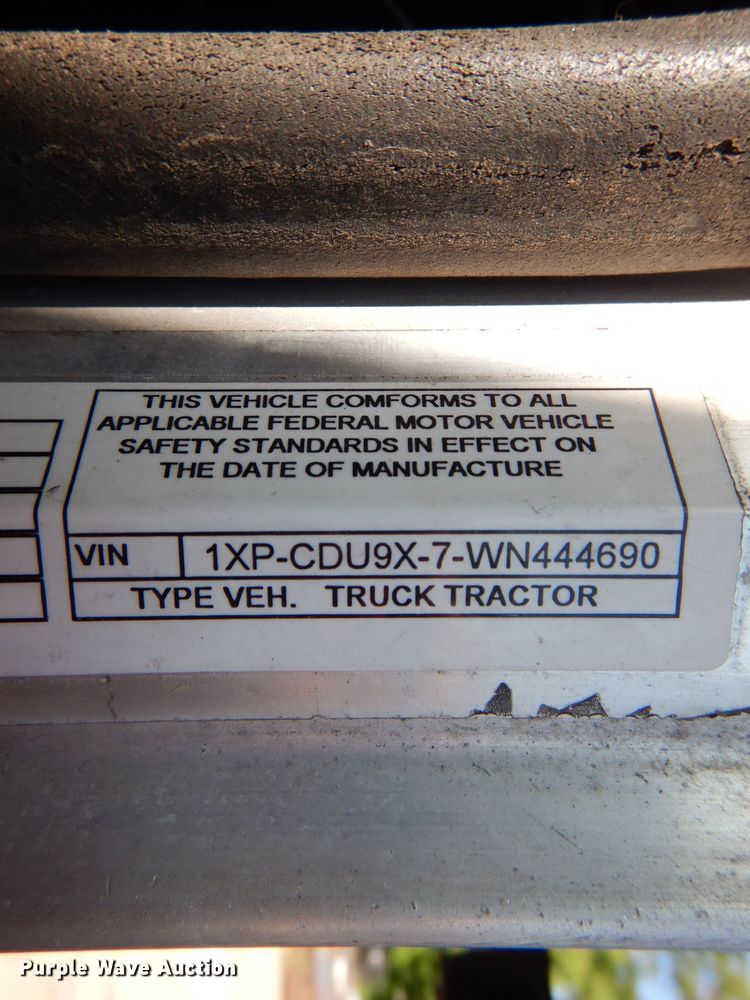 THIS VEHICLE COMFORMS TO ALL
APPLICABLE FEDERAL MOTOR VEHICLE
SAFETY STANDARDS IN EFFECT ON
THE DATE OF MANUFACTURE
VIN 1XP-CDU9X-7-WN444690
TYPE VEH. TRUCK TRACTOR
Purple Wave Auction